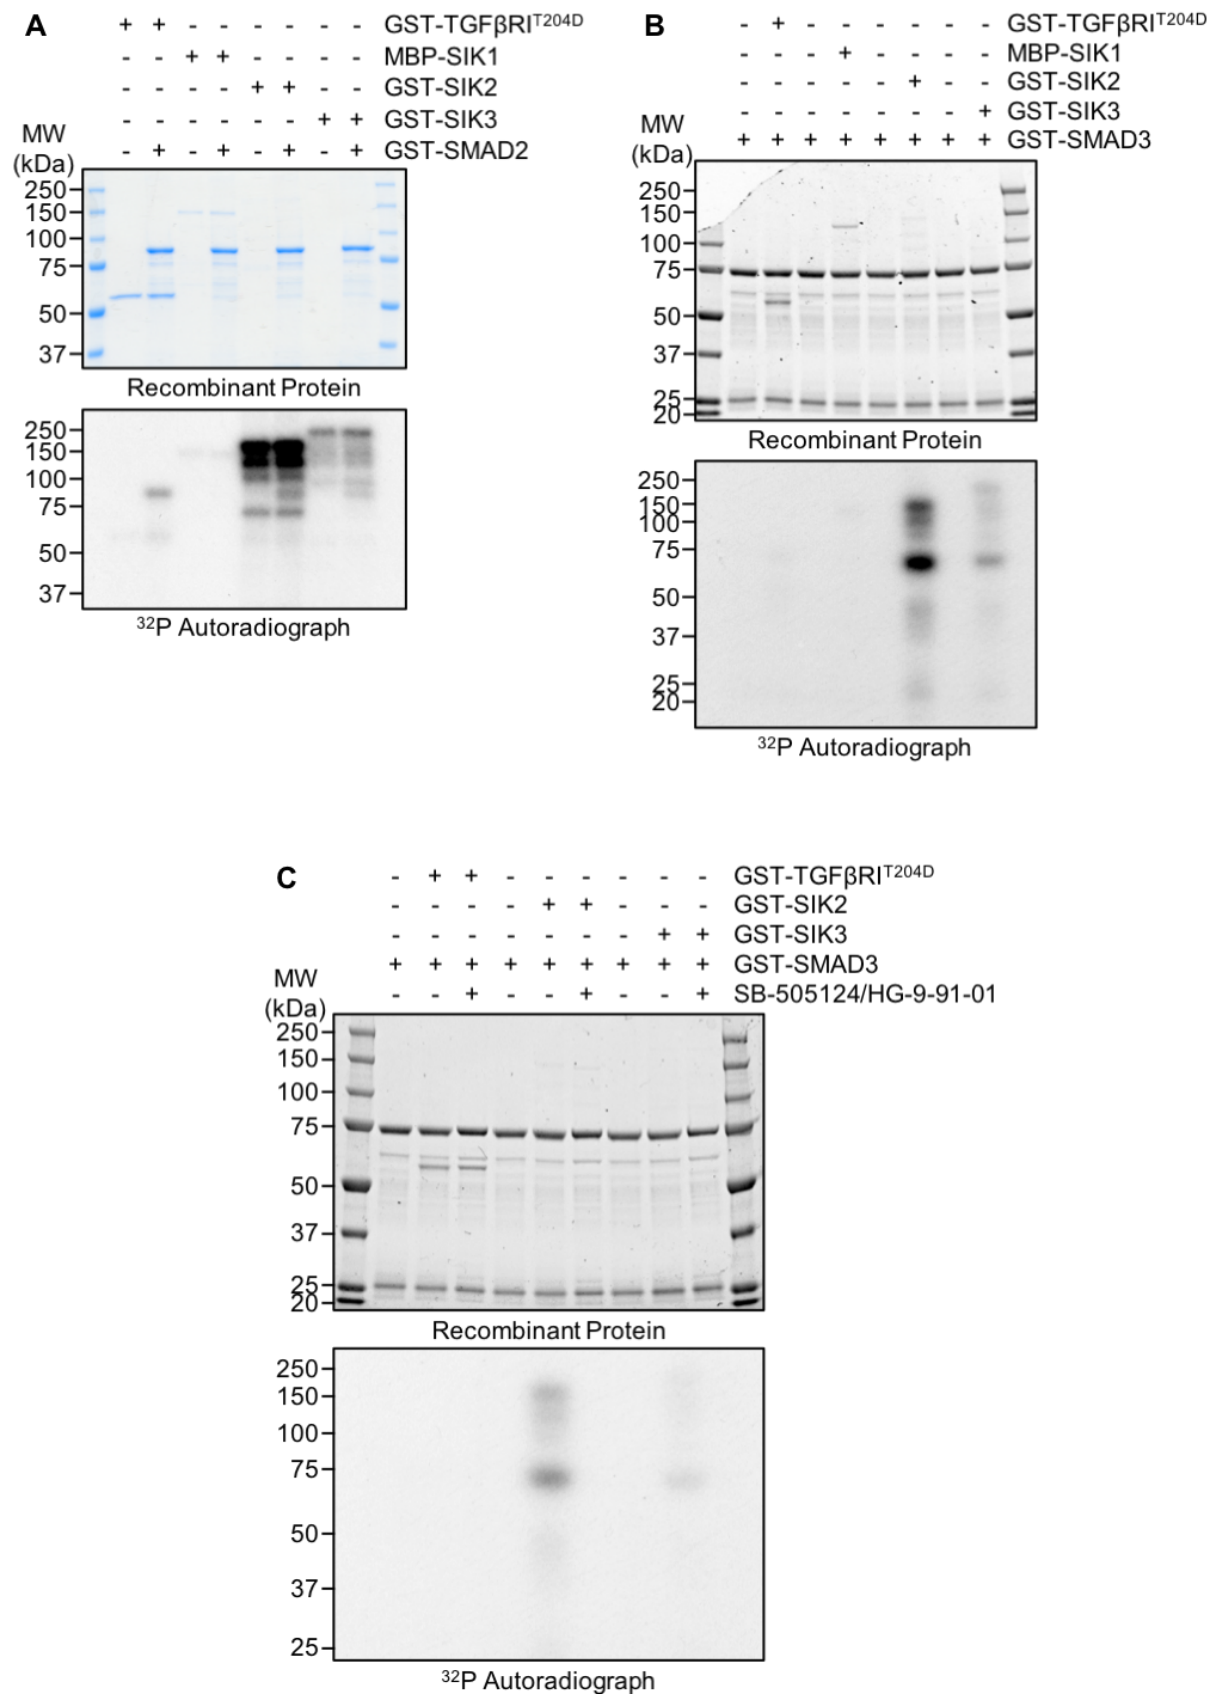 A
+ + - - - - - - GST-TGFβRI^T204D
- - + + - - - - MBP-SIK1
- - - - + + - - GST-SIK2
- - - - - - + + GST-SIK3
- + - + - + - + GST-SMAD2
MW
(kDa)
250
150
100
75
50
37
Recombinant Protein
250
150
100
75
50
37
32P Autoradiograph
B
- + - - - - - - GST-TGFβRI^T204D
- - - + - - - - MBP-SIK1
- - - - - + - - GST-SIK2
- - - - - - - + GST-SIK3
+ + + + + + + + GST-SMAD3
MW
(kDa)
250
150
100
75
50
37
25
20
Recombinant Protein
250
150
100
75
50
37
25
20
32P Autoradiograph
C
- + + - - - - - - GST-TGFβRI^T204D
- - - - + + - - - GST-SIK2
- - - - - - - + + GST-SIK3
+ + + + + + + + + GST-SMAD3
- - + - - + - - + SB-505124/HG-9-91-01
MW
(kDa)
250
150
100
75
50
37
25
20
Recombinant Protein
250
150
100
75
50
37
25
32P Autoradiograph